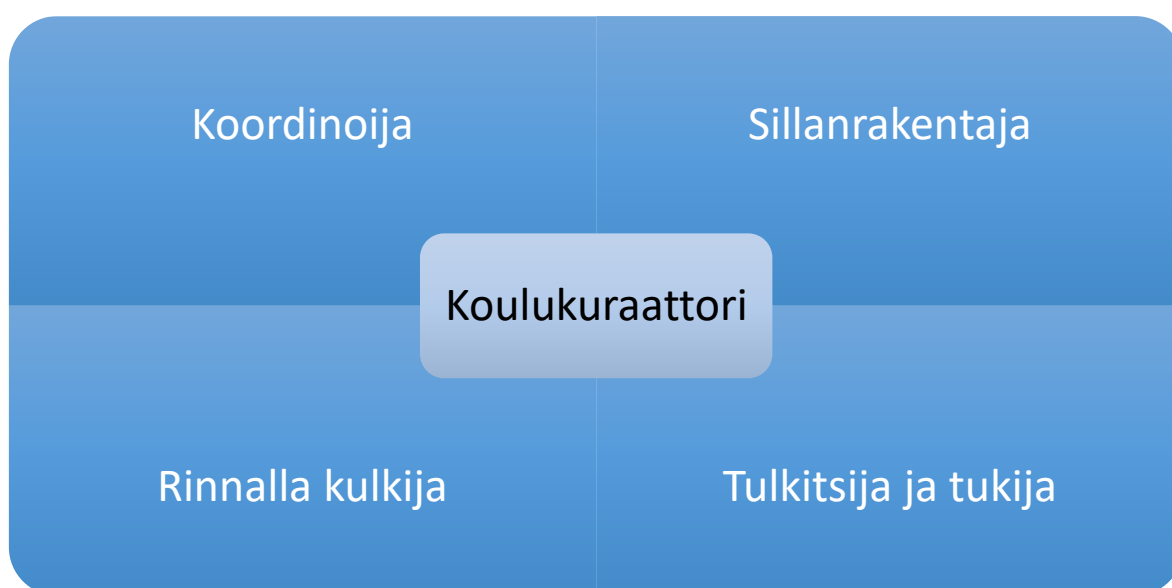 Koordinoija
Sillanrakentaja
Koulukuraattori
Rinnalla kulkija
Tulkitsija ja tukija